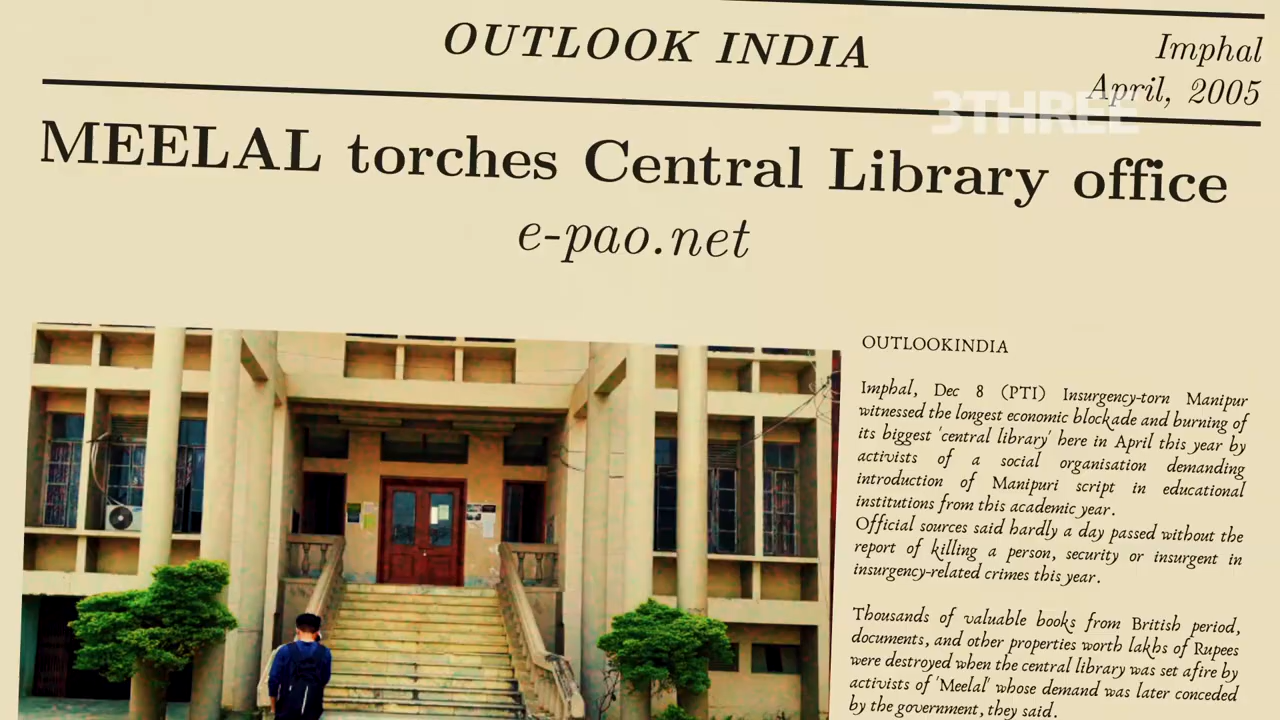 OUTLOOK INDIA
Imphal
April, 2005
3THREE
MEELAL torches Central Library office
e-pao.net
OUTLOOKINDIA
Imphal, Dec 8 (PTI) Insurgency-torn Manipur
witnessed the longest economic blockade and burning of
its biggest 'central library' here in April this year by
activists of a social organisation demanding
introduction of Manipuri script in educational
institutions from this academic year.
Official sources said hardly a day passed without the
report of killing a person, security or insurgent in
insurgency-related crimes this year.
Thousands of valuable books from British period,
documents, and other properties worth lakhs of Rupees
were destroyed when the central library was set afire by
activists of 'Meelal' whose demand was later conceded
by the government, they said.